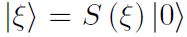 |ξ⟩ = S (ξ) |0⟩